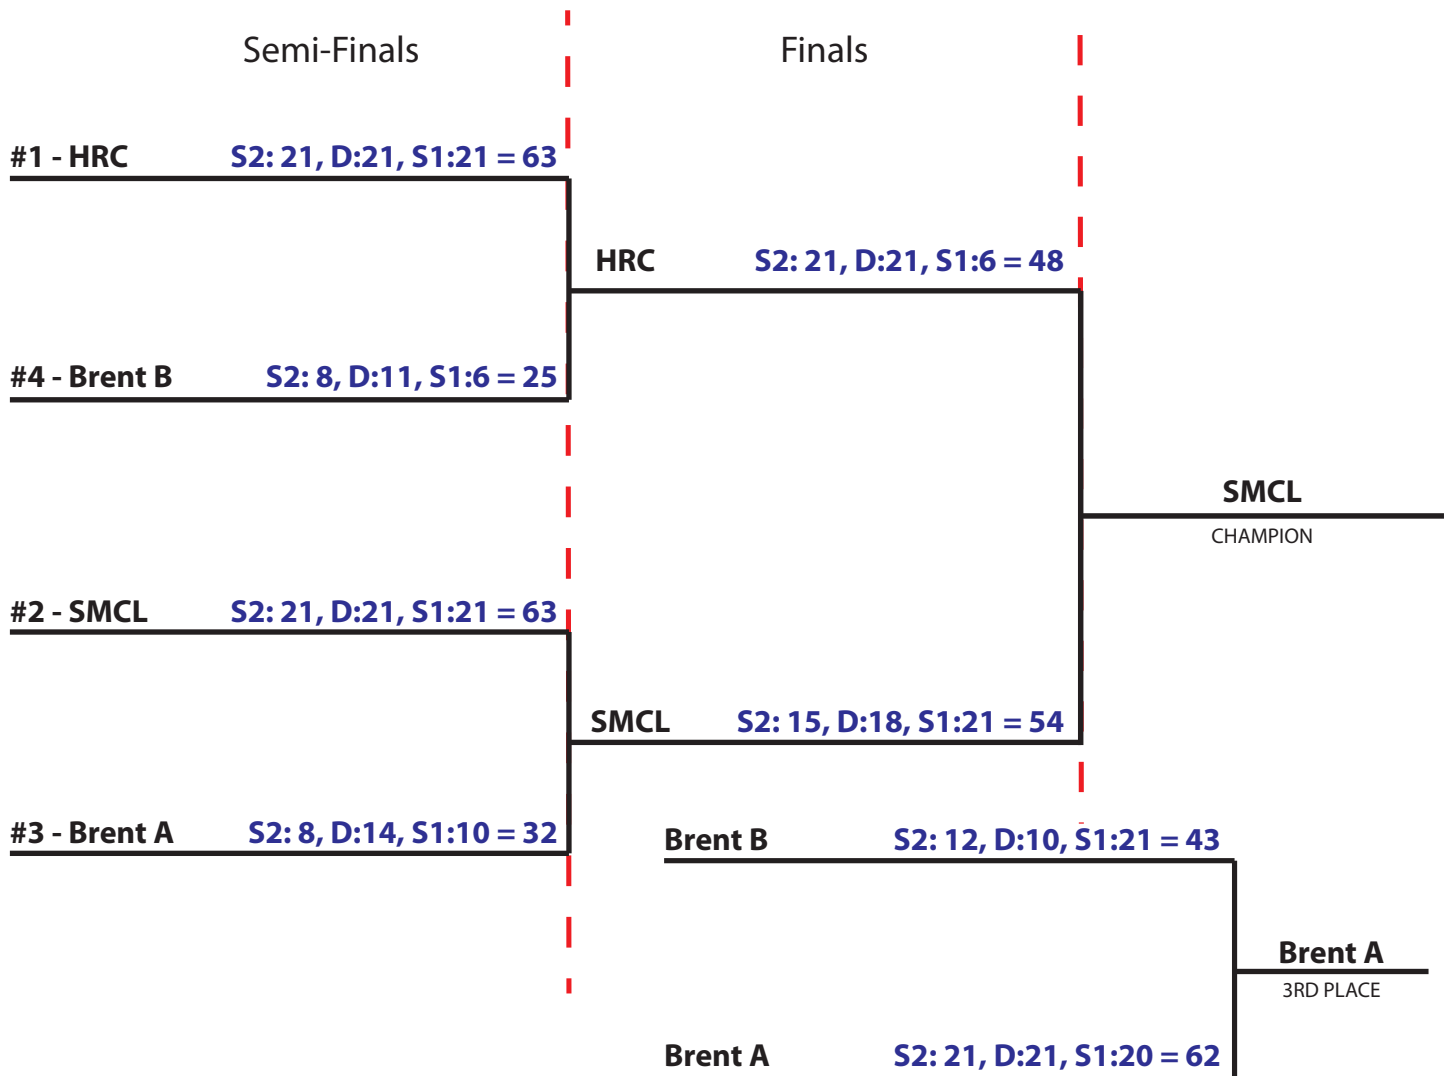 Semi-Finals
Finals
#1 - HRC S2: 21, D:21, S1:21 = 63
HRC S2: 21, D:21, S1:6 = 48
#4 - Brent B S2: 8, D:11, S1:6 = 25
SMCL
CHAMPION
#2 - SMCL S2: 21, D:21, S1:21 = 63
SMCL S2: 15, D:18, S1:21 = 54
#3 - Brent A S2: 8, D:14, S1:10 = 32
Brent B S2: 12, D:10, S1:21 = 43
Brent A
3RD PLACE
Brent A S2: 21, D:21, S1:20 = 62